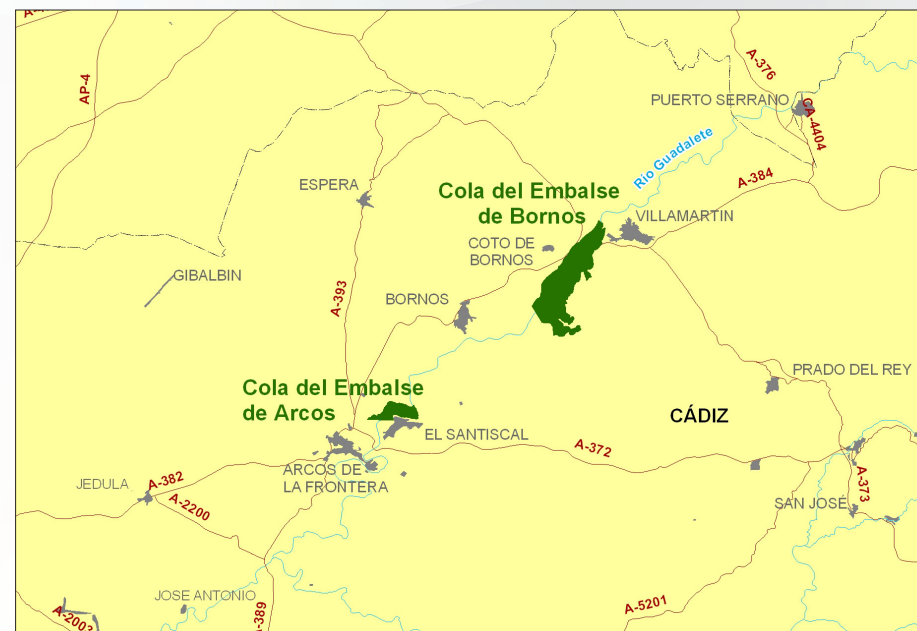 AP-4
A-376
PUERTO SERRANO
CA-4404
Río Guadalete
A-384
ESPERA
Cola del Embalse
de Bornos
VILLAMARTIN
COTO DE
BORNOS
GIBALBIN
A-393
BORNOS
PRADO DEL REY
Cola del Embalse
de Arcos
CÁDIZ
EL SANTISCAL
A-372
ARCOS DE
LA FRONTERA
JEDULA
A-382
A-2200
A-373
SAN JOSÉ
JOSE ANTONIO
A-389
A-5201
A-2003